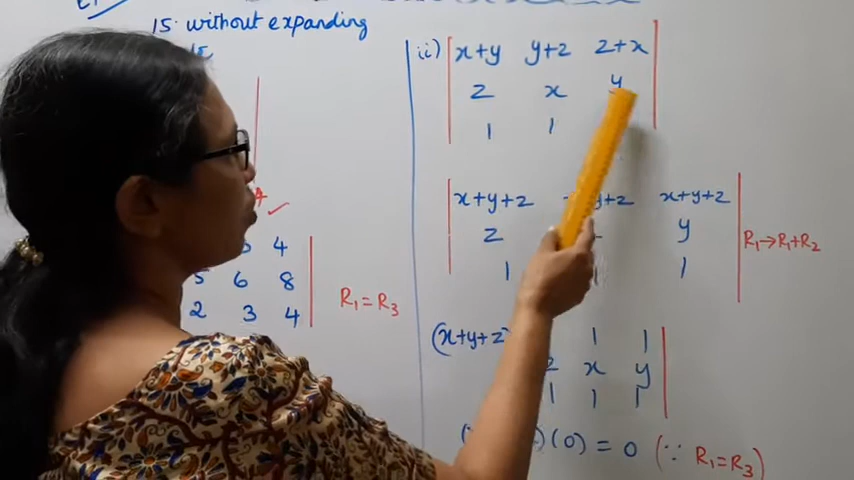 15. without expanding
4
5 6 8
2 3 4
R₁ = R₃
ii) x+y y+z z+x
z x y
1 1
x+y+z y+z x+y+z
z y
1 1
R₁→R₁+R₂
(x+y+z) 1 1
z x y
1 1 1
)(0) = 0 (∵ R₁=R₃)